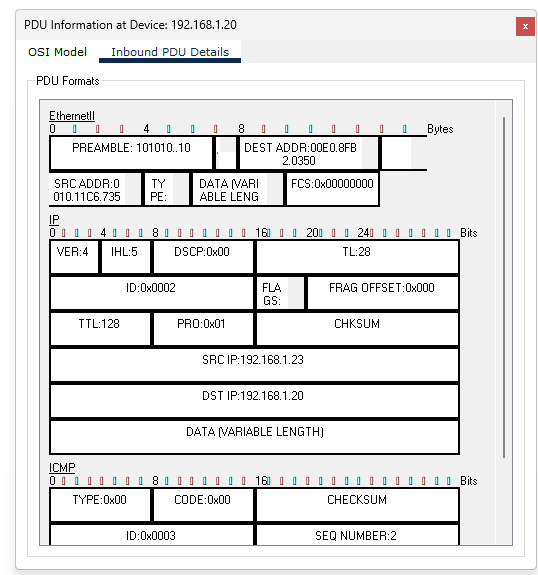 PDU Information at Device: 192.168.1.20
x
OSI Model Inbound PDU Details
PDU Formats
EthernetII
0 4 8 Bytes
PREAMBLE: 101010..10 DEST ADDR:00E0.8FB
2.0350
SRC ADDR:0 TY DATA (VARI FCS:0x00000000
010.11C6.735 PE: ABLE LENG
IP
0 4 8 16 20 24 Bits
VER:4 IHL:5 DSCP:0x00 TL:28
ID:0x0002 FLA FRAG OFFSET:0x000
GS:
TTL:128 PRO:0x01 CHKSUM
SRC IP:192.168.1.23
DST IP:192.168.1.20
DATA (VARIABLE LENGTH)
ICMP
0 8 16 Bits
TYPE:0x00 CODE:0x00 CHECKSUM
ID:0x0003 SEQ NUMBER:2